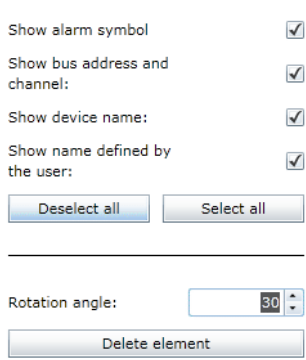 Show alarm symbol
Show bus address and
channel:
Show device name:
Show name defined by
the user:
Deselect all Select all
Rotation angle: 30
Delete element